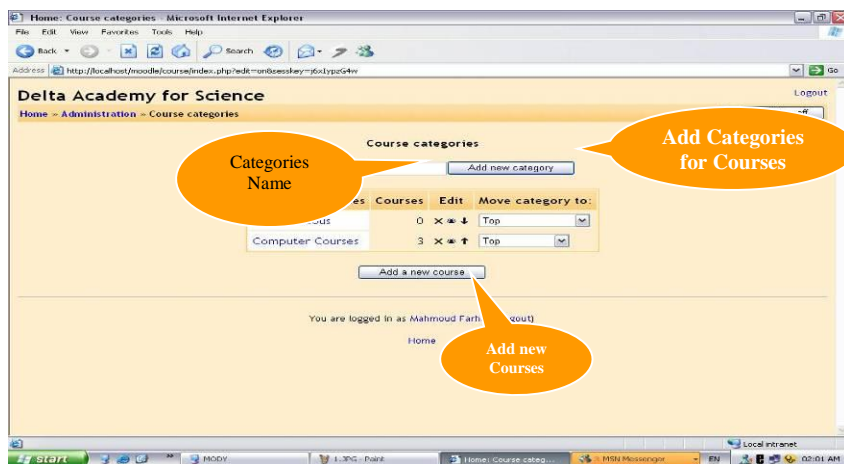 Home: Course categories - Microsoft Internet Explorer
File Edit View Favorites Tools Help
Back Search
Address http://localhost/moodle/course/index.php?edit=on&sesskey=j6x1ypzG4w Go
Delta Academy for Science Logout
Home » Administration » Course categories
Course categories
Add Categories
for Courses
Categories
Name
Add new category
Courses Edit Move category to:
0 Top
Computer Courses 3 Top
Add a new course
You are logged in as Mahmoud
Home
Add new
Courses
Local intranet
start MODY 1.JPG - Paint Home: Course categ... MSN Messenger EN 02:01 AM